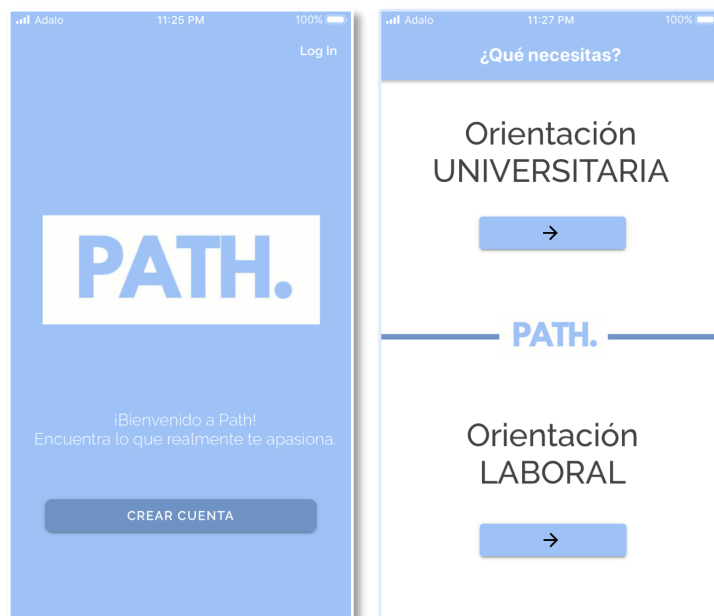 Adalo 11:25 PM 100%
Log In
PATH.
¡Bienvenido a Path!
Encuentra lo que realmente te apasiona.
CREAR CUENTA
Adalo 11:27 PM 100%
¿Qué necesitas?
Orientación
UNIVERSITARIA
PATH.
Orientación
LABORAL